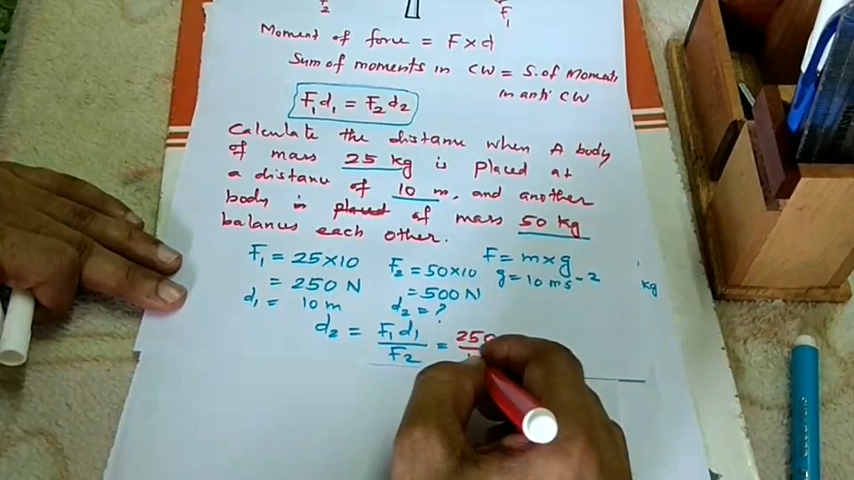 F2 F1
Moment of force = F×d
Sum of moments in CW = S. of Moments
in anti CW
F1d1 = F2d2
Calculate the distance when A body
of mass 25 kg is placed at
a distance of 10 m, and another
body is placed of mass 50 kg
balances each other.
F1 = 25×10 F2 = 50×10 F = m×g
= 250 N = 500 N g = 10 ms-2 kg
d1 = 10 m d2 = ?
d2 = F1d1/F2 = 250